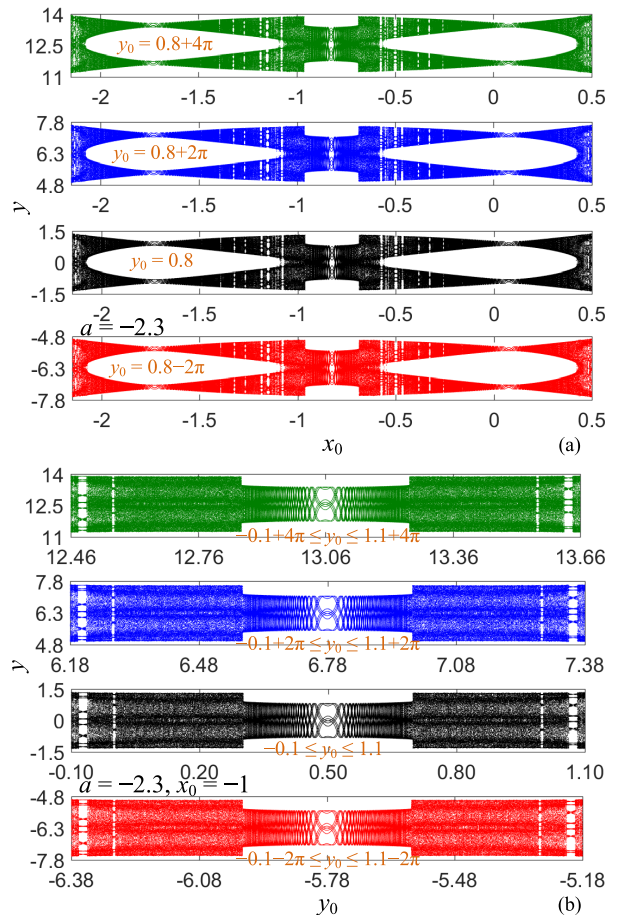 14
12.5
11
y₀ = 0.8+4π
-2 -1.5 -1 -0.5 0 0.5
7.8
6.3
4.8
y₀ = 0.8+2π
-2 -1.5 -1 -0.5 0 0.5
y
1.5
0
-1.5
y₀ = 0.8
-2 -1.5 -1 -0.5 0 0.5
a = −2.3
-4.8
-6.3
-7.8
y₀ = 0.8−2π
-2 -1.5 -1 -0.5 0 0.5
x₀ (a)
14
12.5
11
−0.1+4π ≤ y₀ ≤ 1.1+4π
12.46 12.76 13.06 13.36 13.66
7.8
6.3
4.8
−0.1+2π ≤ y₀ ≤ 1.1+2π
6.18 6.48 6.78 7.08 7.38
y
1.5
0
-1.5
−0.1 ≤ y₀ ≤ 1.1
-0.10 0.20 0.50 0.80 1.10
a = −2.3, x₀ = −1
-4.8
-6.3
-7.8
−0.1−2π ≤ y₀ ≤ 1.1−2π
-6.38 -6.08 -5.78 -5.48 -5.18
y₀ (b)